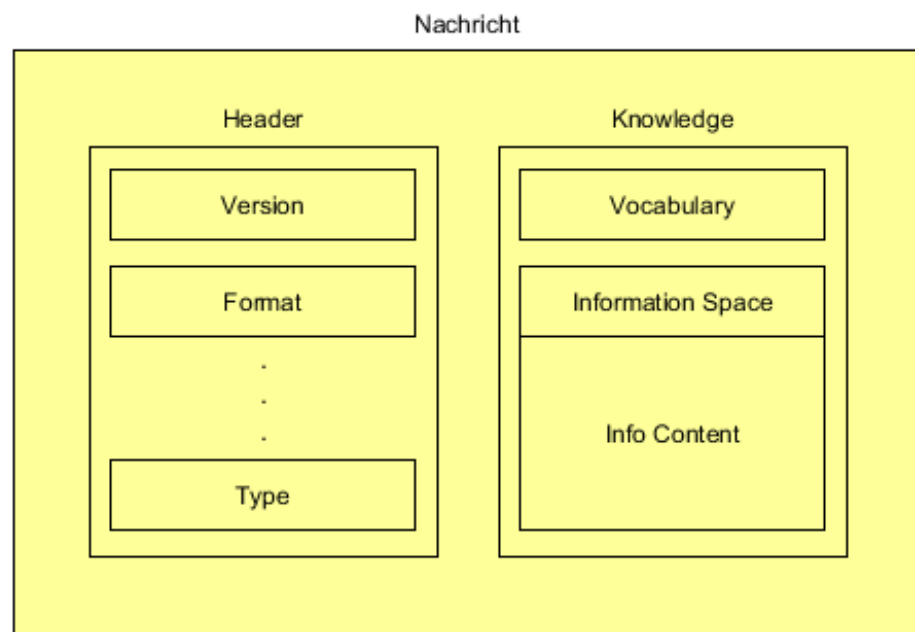 Nachricht
Header
Version
Format
.
.
.
Type
Knowledge
Vocabulary
Information Space
Info Content